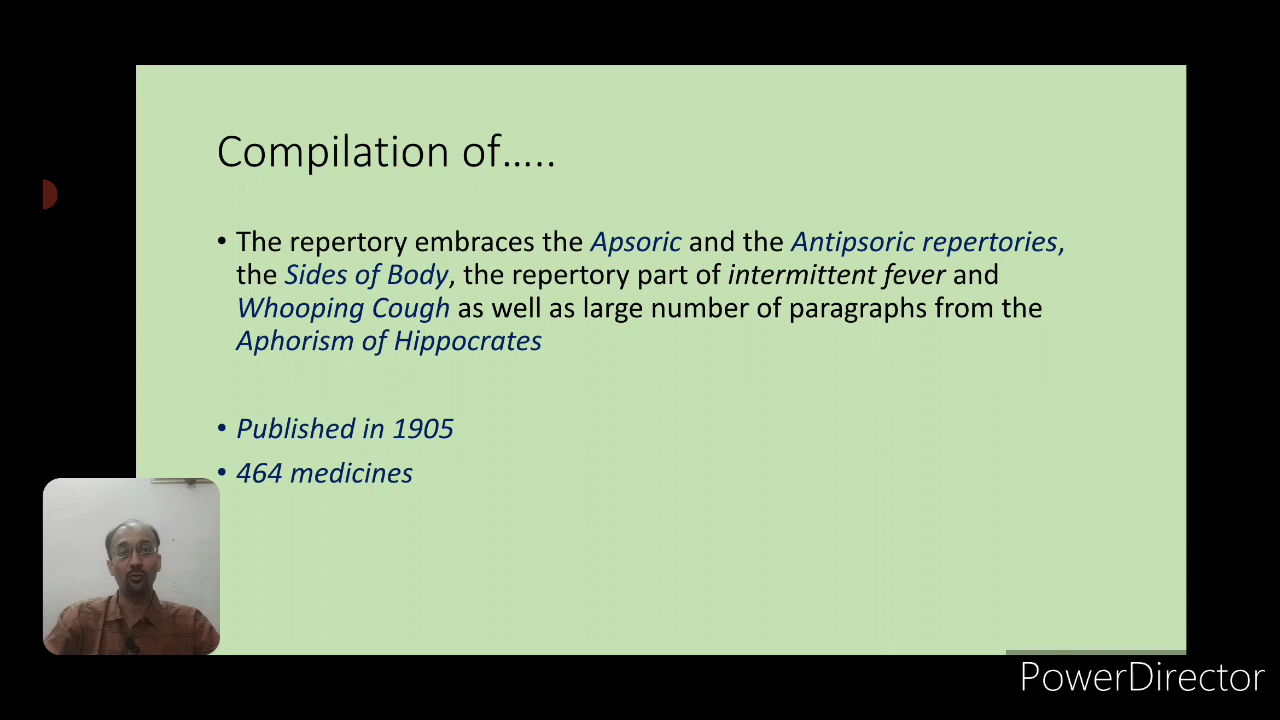 Compilation of…..
• The repertory embraces the Apsoric and the Antipsoric repertories,
the Sides of Body, the repertory part of intermittent fever and
Whooping Cough as well as large number of paragraphs from the
Aphorism of Hippocrates
• Published in 1905
• 464 medicines
PowerDirector